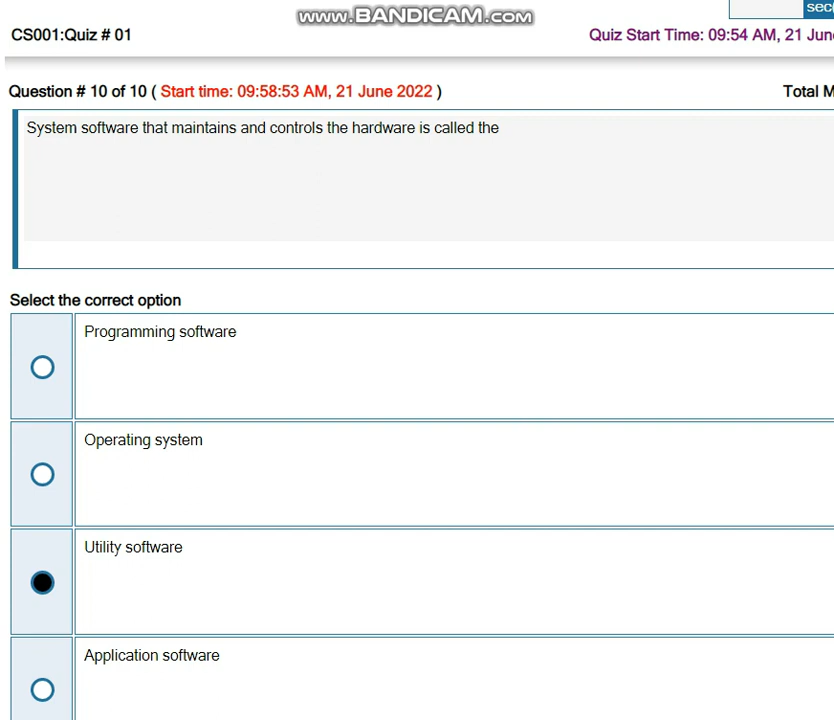 www.BANDICAM.com
CS001:Quiz # 01
Quiz Start Time: 09:54 AM, 21 Jun
Question # 10 of 10 ( Start time: 09:58:53 AM, 21 June 2022 )
Total M
System software that maintains and controls the hardware is called the
Select the correct option
Programming software
Operating system
Utility software
Application software